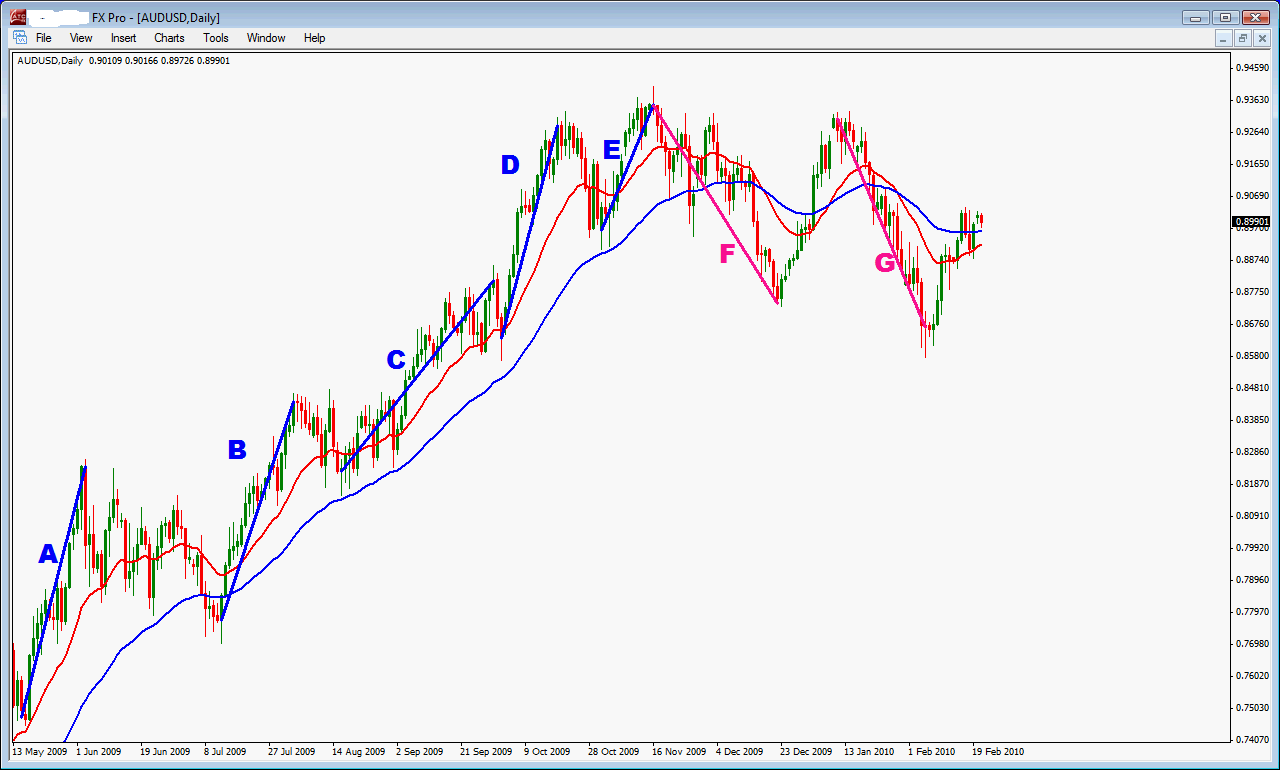 FX Pro - [AUDUSD,Daily]
File View Insert Charts Tools Window Help
AUDUSD,Daily 0.90109 0.90166 0.89726 0.89901
0.94590
0.93630
0.92640
D
E
0.91650
0.90690
0.89901
F
G
0.88740
0.87750
0.86760
C
0.85800
0.84810
B
0.83850
0.82860
0.81870
0.80910
A
0.79920
0.78960
0.77970
0.76980
0.76020
0.75030
0.74070
13 May 2009 1 Jun 2009 19 Jun 2009 8 Jul 2009 27 Jul 2009 14 Aug 2009 2 Sep 2009 21 Sep 2009 9 Oct 2009 28 Oct 2009 16 Nov 2009 4 Dec 2009 23 Dec 2009 13 Jan 2010 1 Feb 2010 19 Feb 2010